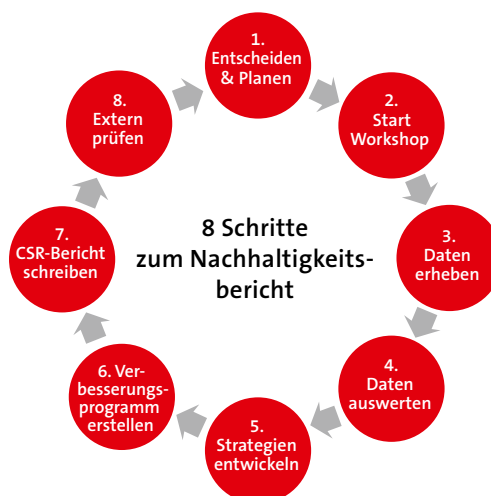 1.
Entscheiden
& Planen
2.
Start
Workshop
3.
Daten
erheben
4.
Daten
auswerten
5.
Strategien
entwickeln
6. Ver-
besserungs-
programm
erstellen
7.
CSR-Bericht
schreiben
8.
Extern
prüfen
8 Schritte
zum Nachhaltigkeits-
bericht